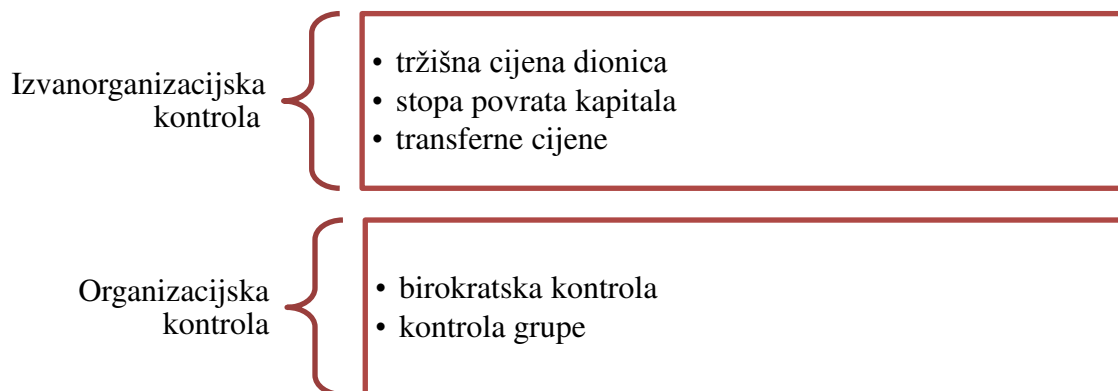 Izvanorganizacijska
kontrola
• tržišna cijena dionica
• stopa povrata kapitala
• transferne cijene
Organizacijska
kontrola
• birokratska kontrola
• kontrola grupe